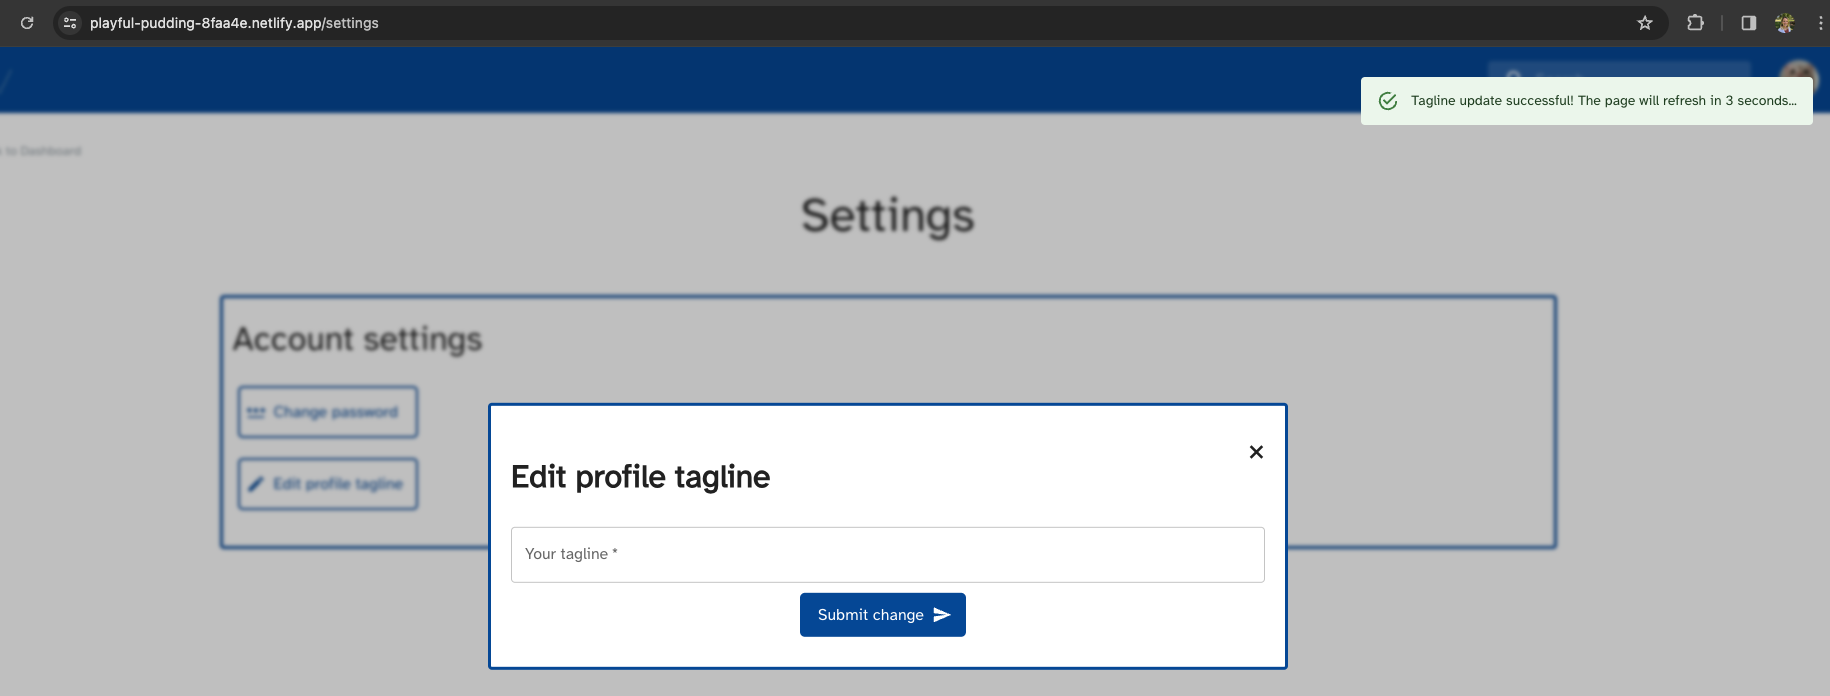 playful-pudding-8faa4e.netlify.app/settings
Tagline update successful! The page will refresh in 3 seconds...
to Dashboard
Settings
Account settings
Change password
Edit profile tagline
Edit profile tagline
Your tagline *
Submit change